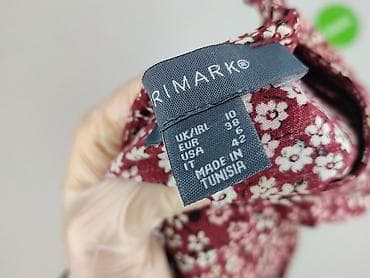 RIMARK®
UK/IRL 10
EUR 38
USA 6
IT 42
MADE IN
TUNISIA